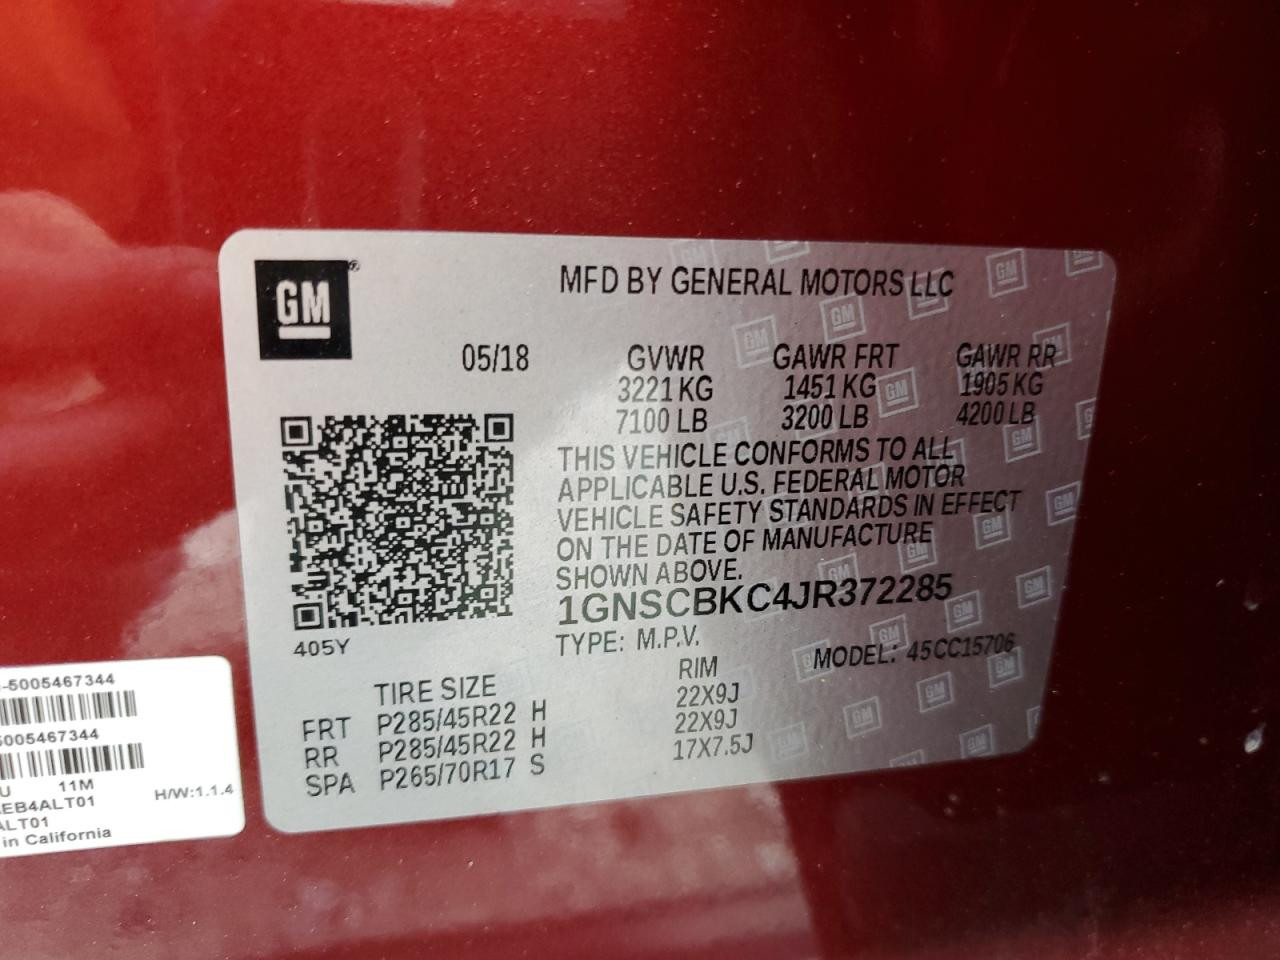 GM®
MFD BY GENERAL MOTORS LLC
05/18 GVWR GAWR FRT GAWR RR
3221 KG 1451 KG 1905 KG
7100 LB 3200 LB 4200 LB
THIS VEHICLE CONFORMS TO ALL
APPLICABLE U.S. FEDERAL MOTOR
VEHICLE SAFETY STANDARDS IN EFFECT
ON THE DATE OF MANUFACTURE
SHOWN ABOVE.
1GNSCBKC4JR372285
405Y
TYPE: M.P.V. MODEL: 45CC15706
TIRE SIZE RIM
FRT P285/45R22 H 22X9J
RR P285/45R22 H 22X9J
SPA P265/70R17 S 17X7.5J
-5005467344
5005467344
U 11M
EB4ALT01 H/W:1.1.4
ALT01
in California